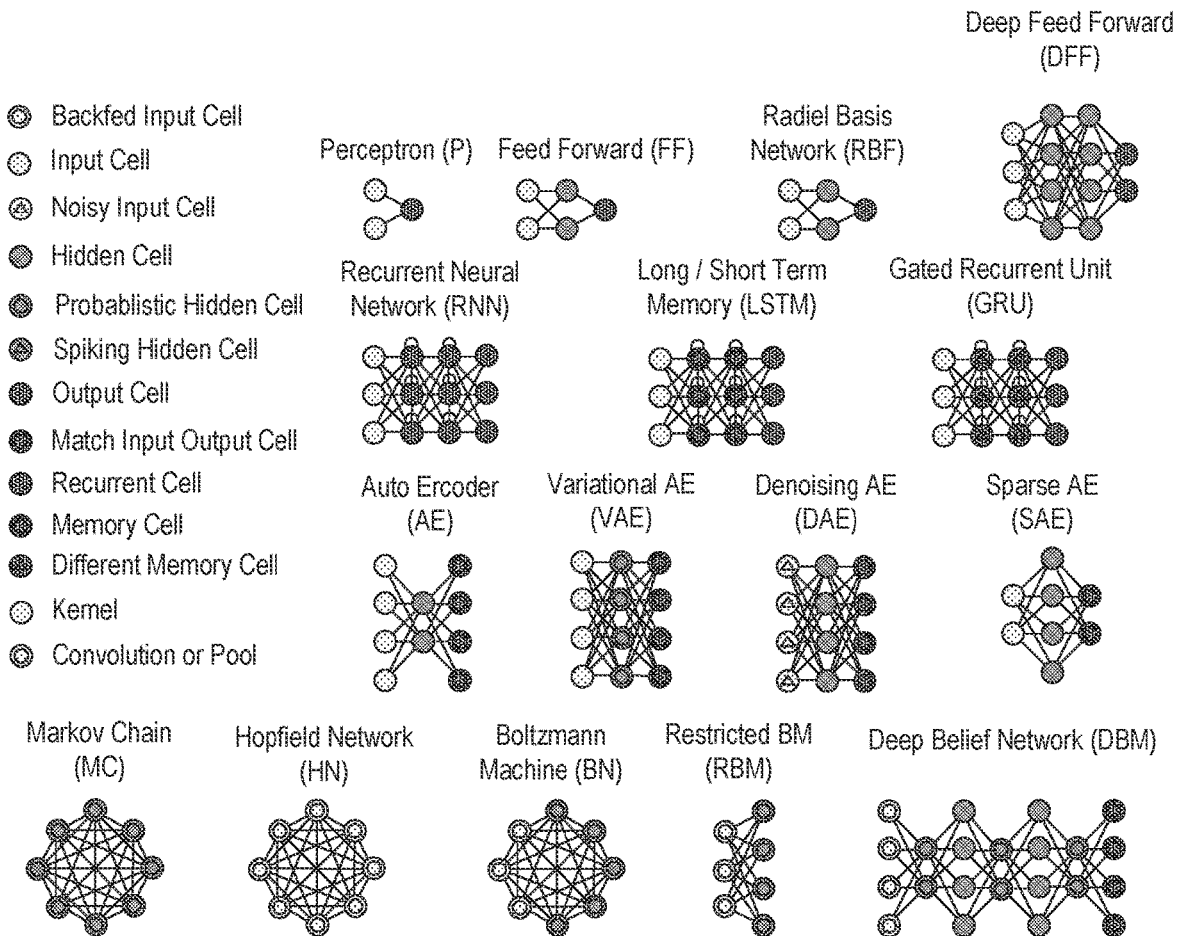 Deep Feed Forward
(DFF)
Backfed Input Cell
Input Cell
Noisy Input Cell
Hidden Cell
Probablistic Hidden Cell
Spiking Hidden Cell
Output Cell
Match Input Output Cell
Recurrent Cell
Memory Cell
Different Memory Cell
Kernel
Convolution or Pool
Perceptron (P)
Feed Forward (FF)
Radiel Basis
Network (RBF)
Recurrent Neural
Network (RNN)
Long / Short Term
Memory (LSTM)
Gated Recurrent Unit
(GRU)
Auto Ercoder
(AE)
Variational AE
(VAE)
Denoising AE
(DAE)
Sparse AE
(SAE)
Markov Chain
(MC)
Hopfield Network
(HN)
Boltzmann
Machine (BN)
Restricted BM
(RBM)
Deep Belief Network (DBM)